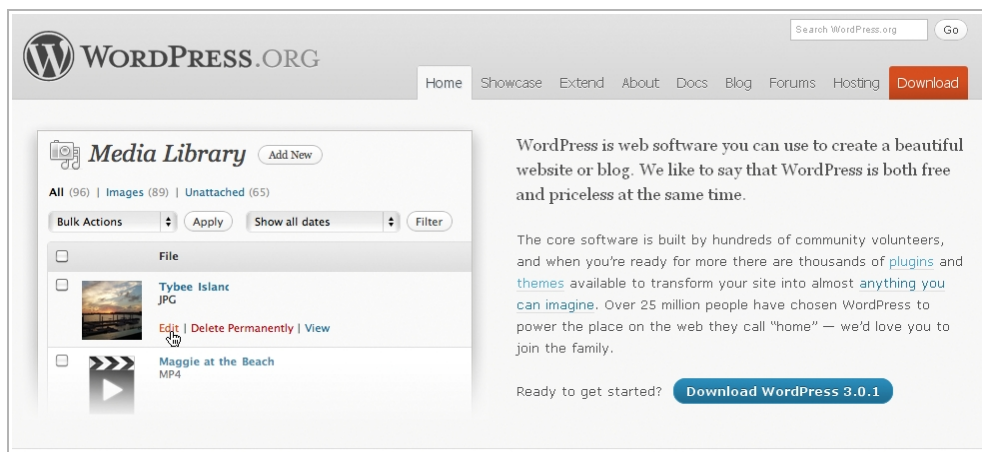 Search WordPress.org Go
WORDPRESS.ORG
Home Showcase Extend About Docs Blog Forums Hosting Download
Media Library Add New
All (96) | Images (89) | Unattached (65)
Bulk Actions Apply Show all dates Filter
File
Tybee Islanc
JPG
Edit | Delete Permanently | View
Maggie at the Beach
MP4
WordPress is web software you can use to create a beautiful
website or blog. We like to say that WordPress is both free
and priceless at the same time.
The core software is built by hundreds of community volunteers,
and when you're ready for more there are thousands of plugins and
themes available to transform your site into almost anything you
can imagine. Over 25 million people have chosen WordPress to
power the place on the web they call "home" — we'd love you to
join the family.
Ready to get started? Download WordPress 3.0.1